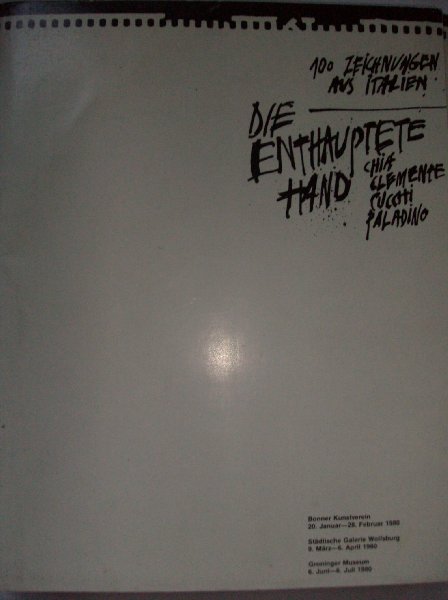 100 ZEICHNUNGEN
AUS ITALIEN
DIE
ENTHAUPTETE
HAND
CHIA
CLEMENTE
CUCCHI
PALADINO
Bonner Kunstverein
20. Januar—28. Februar 1980
Städtische Galerie Wolfsburg
9. März—6. April 1980
Groninger Museum
6. Juni—6. Juli 1980